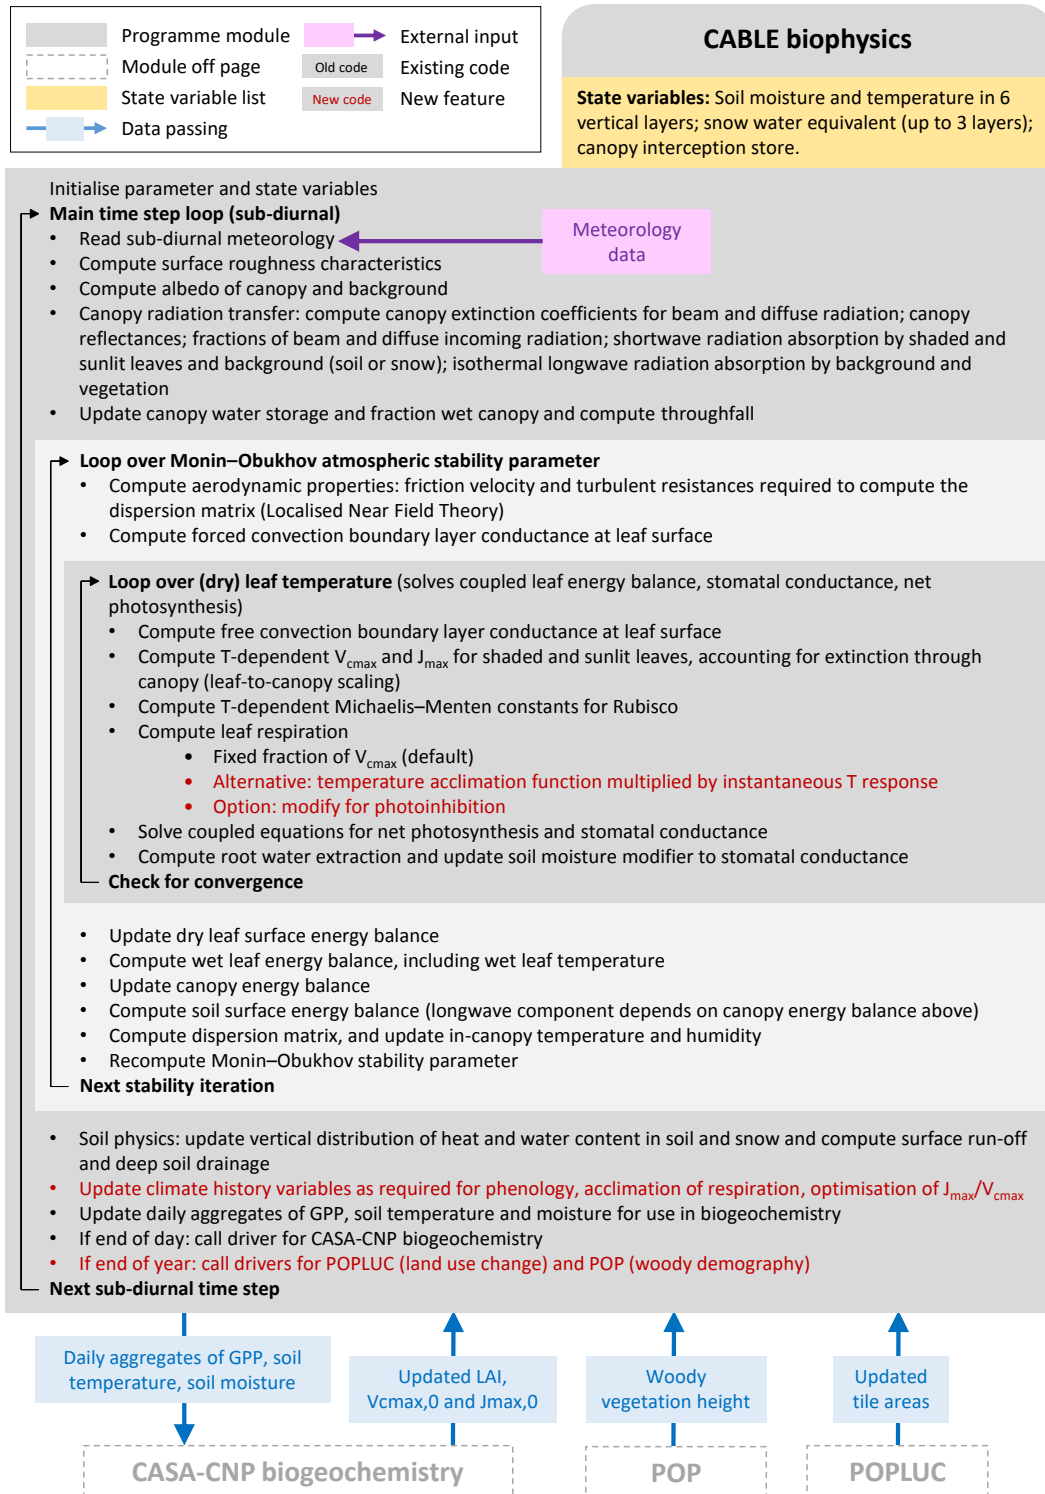 Programme module
External input
Module off page
Old code
Existing code
State variable list
New code
New feature
Data passing
CABLE biophysics
State variables: Soil moisture and temperature in 6
vertical layers; snow water equivalent (up to 3 layers);
canopy interception store.
Initialise parameter and state variables
Main time step loop (sub-diurnal)
• Read sub-diurnal meteorology
Meteorology
data
• Compute surface roughness characteristics
• Compute albedo of canopy and background
• Canopy radiation transfer: compute canopy extinction coefficients for beam and diffuse radiation; canopy
reflectances; fractions of beam and diffuse incoming radiation; shortwave radiation absorption by shaded and
sunlit leaves and background (soil or snow); isothermal longwave radiation absorption by background and
vegetation
• Update canopy water storage and fraction wet canopy and compute throughfall
Loop over Monin–Obukhov atmospheric stability parameter
• Compute aerodynamic properties: friction velocity and turbulent resistances required to compute the
dispersion matrix (Localised Near Field Theory)
• Compute forced convection boundary layer conductance at leaf surface
Loop over (dry) leaf temperature (solves coupled leaf energy balance, stomatal conductance, net
photosynthesis)
• Compute free convection boundary layer conductance at leaf surface
• Compute T-dependent Vcmax and Jmax for shaded and sunlit leaves, accounting for extinction through
canopy (leaf-to-canopy scaling)
• Compute T-dependent Michaelis–Menten constants for Rubisco
• Compute leaf respiration
• Fixed fraction of Vcmax (default)
• Alternative: temperature acclimation function multiplied by instantaneous T response
• Option: modify for photoinhibition
• Solve coupled equations for net photosynthesis and stomatal conductance
• Compute root water extraction and update soil moisture modifier to stomatal conductance
Check for convergence
• Update dry leaf surface energy balance
• Compute wet leaf energy balance, including wet leaf temperature
• Update canopy energy balance
• Compute soil surface energy balance (longwave component depends on canopy energy balance above)
• Compute dispersion matrix, and update in-canopy temperature and humidity
• Recompute Monin–Obukhov stability parameter
Next stability iteration
• Soil physics: update vertical distribution of heat and water content in soil and snow and compute surface run-off
and deep soil drainage
• Update climate history variables as required for phenology, acclimation of respiration, optimisation of Jmax/Vcmax
• Update daily aggregates of GPP, soil temperature and moisture for use in biogeochemistry
• If end of day: call driver for CASA-CNP biogeochemistry
• If end of year: call drivers for POPLUC (land use change) and POP (woody demography)
Next sub-diurnal time step
Daily aggregates of GPP, soil
temperature, soil moisture
Updated LAI,
Vcmax,0 and Jmax,0
Woody
vegetation height
Updated
tile areas
CASA-CNP biogeochemistry
POP
POPLUC